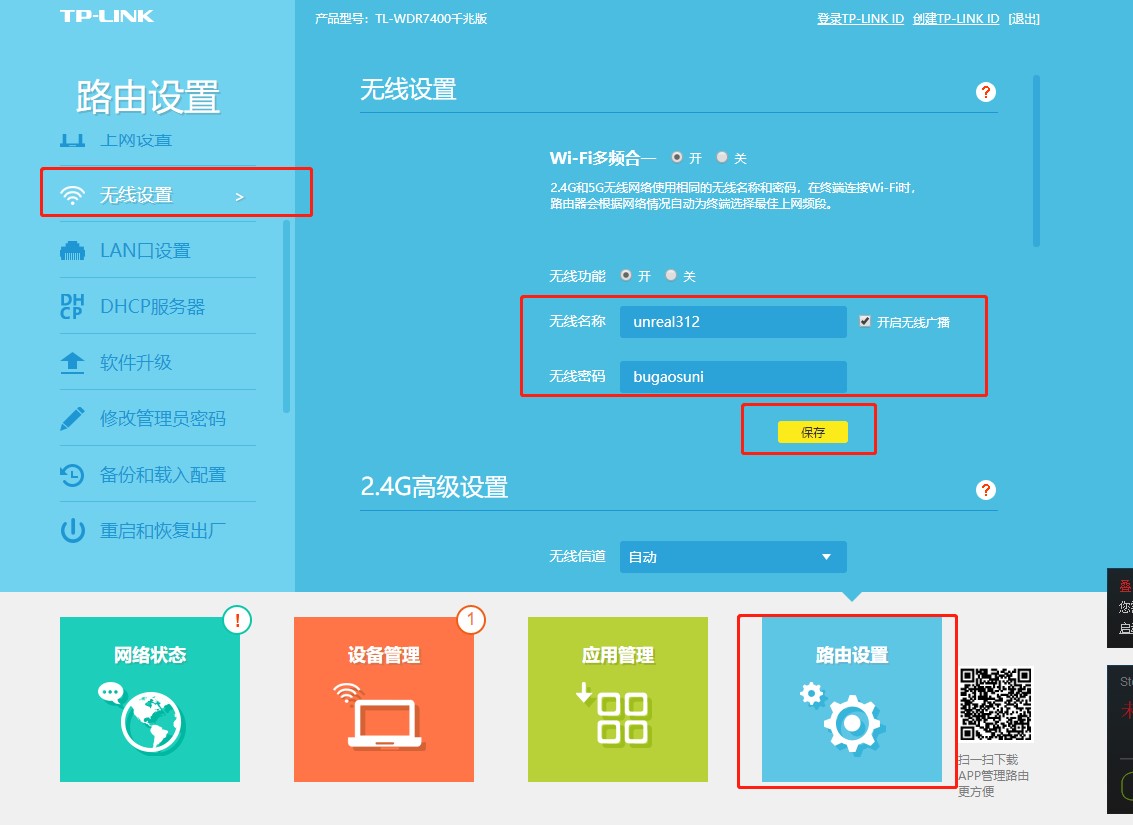 TP-LINK
产品型号：TL-WDR7400千兆版
登录TP-LINK ID 创建TP-LINK ID [退出]
路由设置
上网设置
无线设置 >
LAN口设置
DHCP DHCP服务器
软件升级
修改管理员密码
备份和载入配置
重启和恢复出厂
无线设置
?
Wi-Fi多频合一 开 关
2.4G和5G无线网络使用相同的无线名称和密码，在终端连接Wi-Fi时，
路由器会根据网络情况自动为终端选择最佳上网频段。
无线功能 开 关
无线名称 unreal312 开启无线广播
无线密码 bugaosuni
保存
2.4G高级设置
?
无线信道 自动
网络状态
!
设备管理
1
应用管理
路由设置
扫一扫下载
APP管理路由
更方便
您
St
未